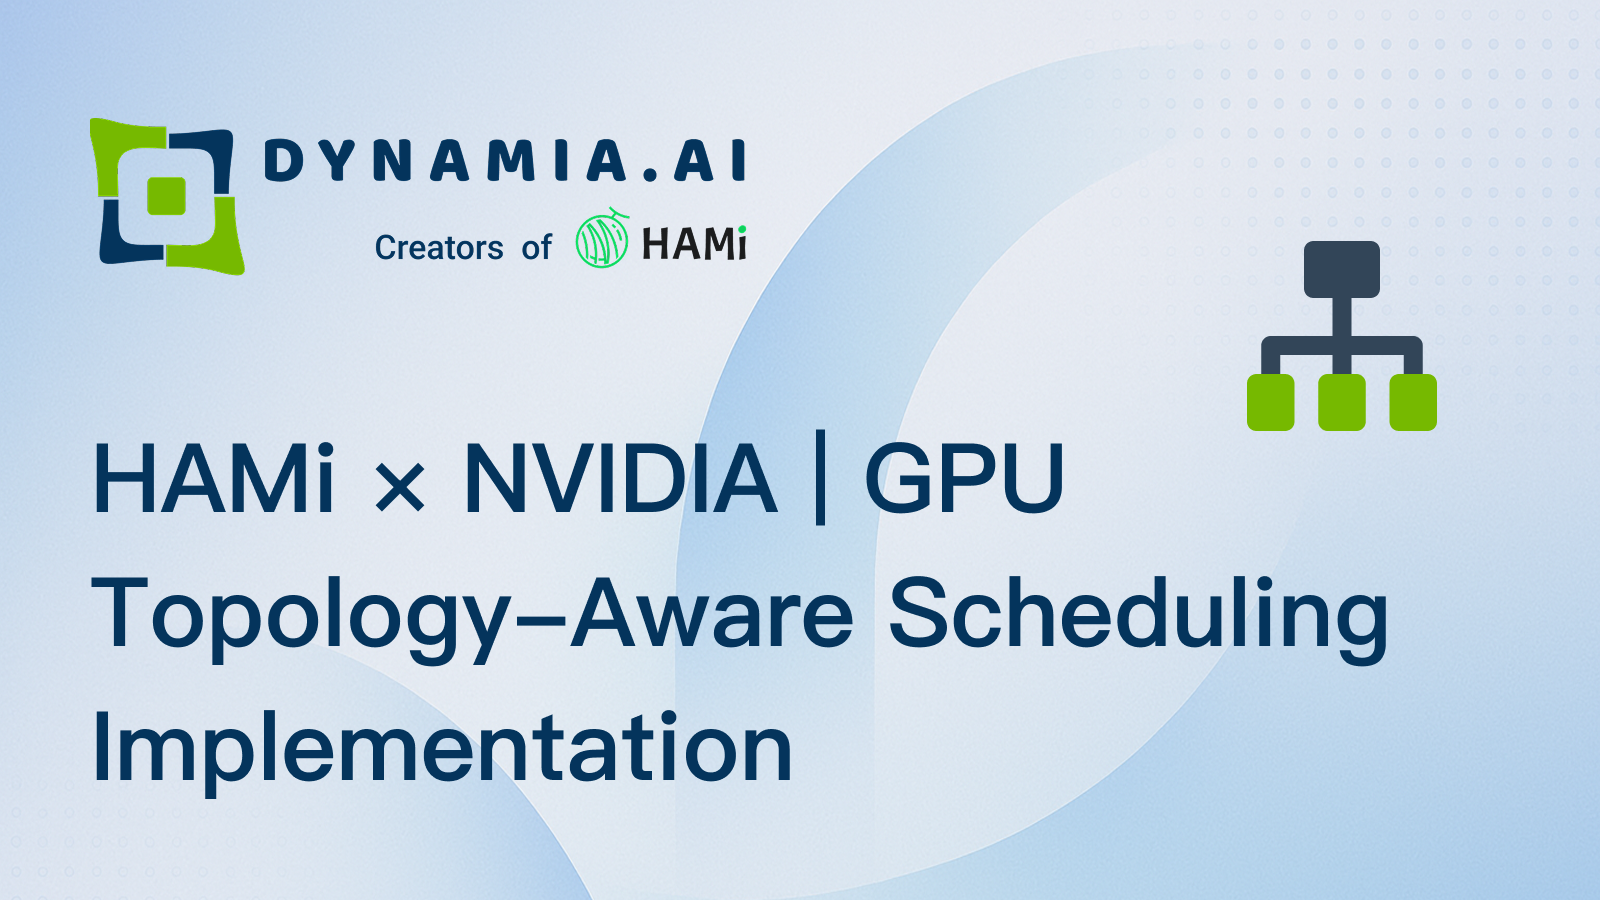 DYNAMIA.AI
Creators of HAMi
HAMi × NVIDIA | GPU
Topology–Aware Scheduling
Implementation